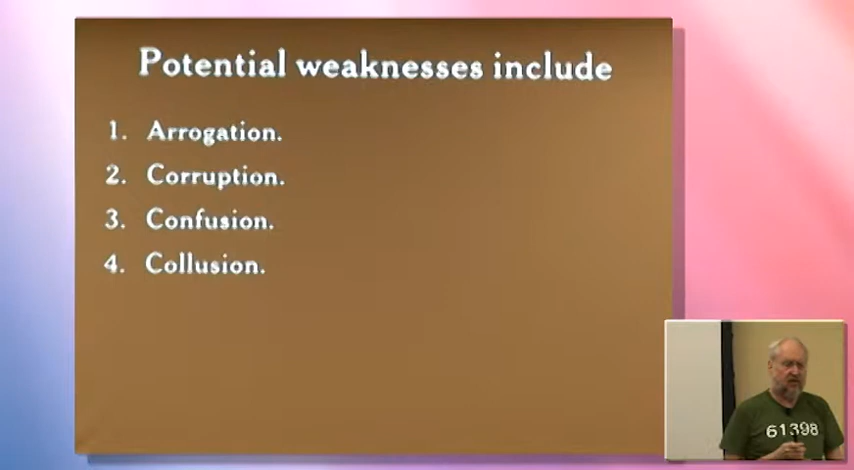 Potential weaknesses include
1. Arrogation.
2. Corruption.
3. Confusion.
4. Collusion.
61398